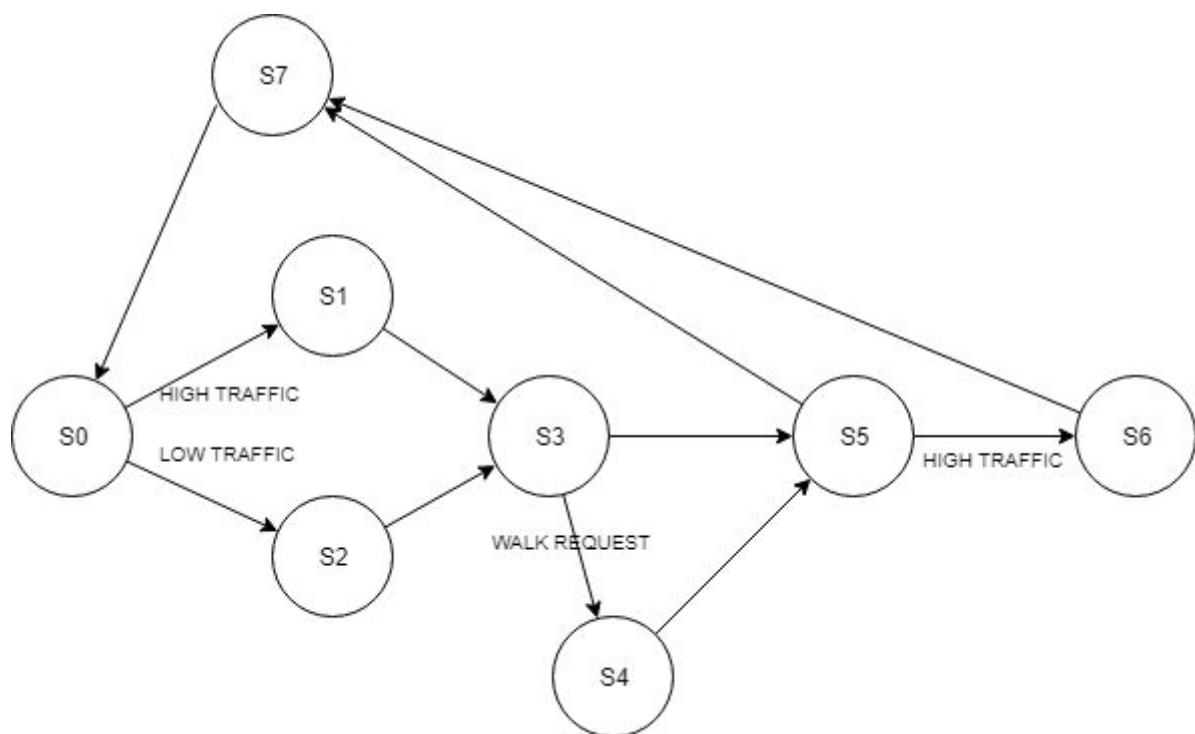 S7
S1
HIGH TRAFFIC
S0
S3
S5
S6
LOW TRAFFIC
HIGH TRAFFIC
WALK REQUEST
S2
S4